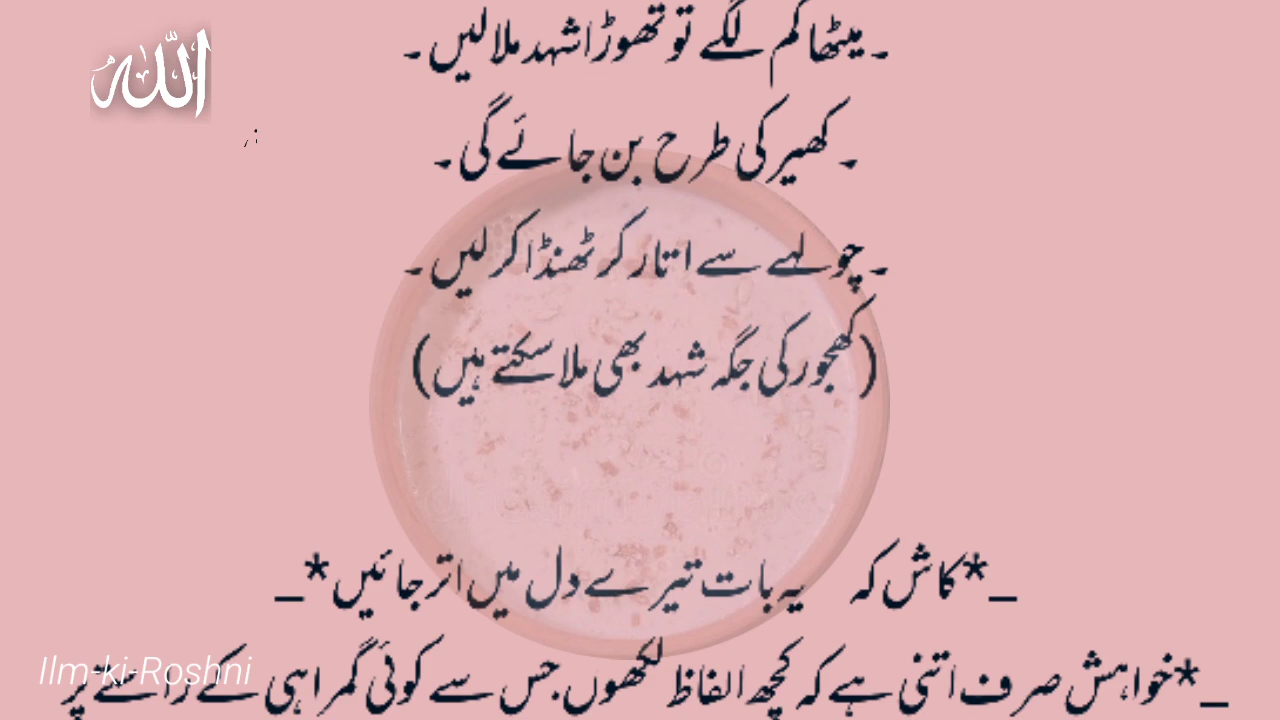 الله
۔ میٹھا کم لگے تو تھوڑا شہد ملا لیں ۔
۔ کھیر کی طرح بن جائے گی ۔
۔ چولہے سے اتار کر ٹھنڈا کر لیں ۔
(کھجور کی جگہ شہد بھی ملا سکتے ہیں)
_*کاش کہ یہ بات تیرے دل میں اتر جائیں*_
_*خواہش صرف اتنی ہے کہ کچھ الفاظ لکھوں.جس سے کوئی گمراہی کے راستے پر
Ilm-ki-Roshni